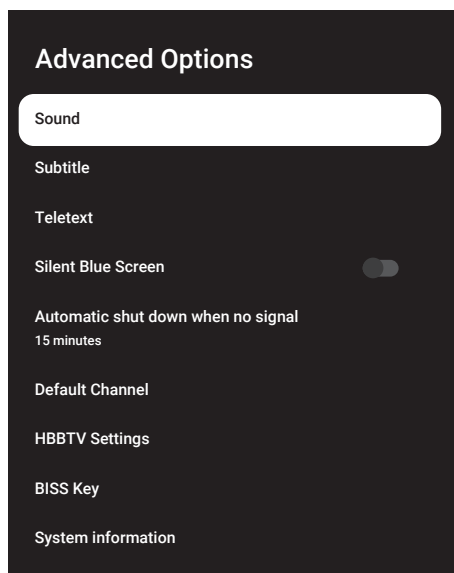 Advanced Options
Sound
Subtitle
Teletext
Silent Blue Screen
Automatic shut down when no signal
15 minutes
Default Channel
HBBTV Settings
BISS Key
System information